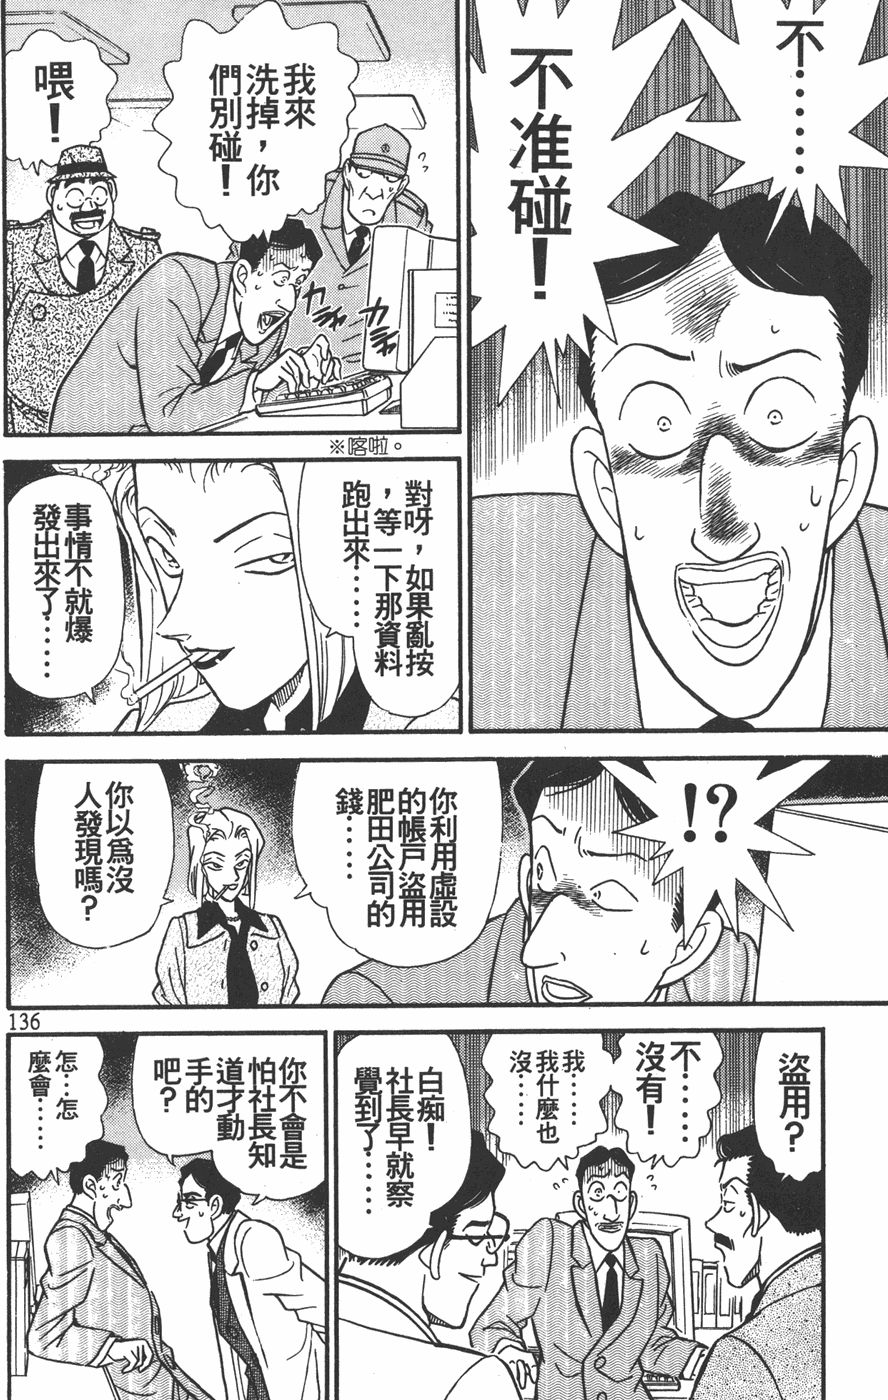 不……
不准碰！
我來
洗掉，你
們別碰！
喂！
カタ
カタ
※喀啦。
對呀，如果亂按
，等一下那資料
跑出來……
事情不就爆
發出來了……
！？
你利用虛設
的帳戶盜用
肥田公司的
錢……
你以為沒
人發現嗎？
盜用？
不……
沒有！
我……
我什麼也
沒……
白痴！
社長早就察
覺到了……
你不會是
怕社長知
道才動
手的
吧？
怎…怎
麼會……
136